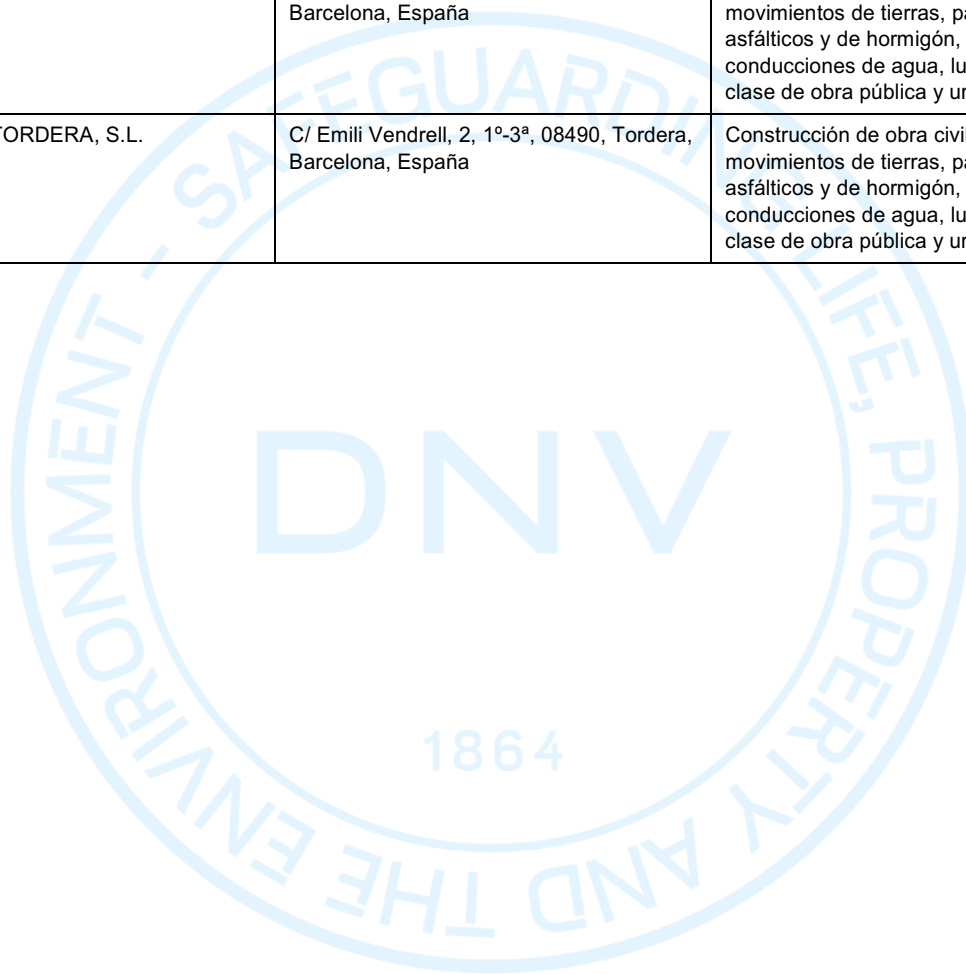 Barcelona, España
movimientos de tierras,
asfálticos y de hormigón,
conducciones de agua,
clase de obra pública y
TORDERA, S.L.
C/ Emili Vendrell, 2, 1º-3ª, 08490, Tordera,
Barcelona, España
Construcción de obra
movimientos de tierras,
asfálticos y de hormigón,
conducciones de agua,
clase de obra pública y
SAFEGUARDING LIFE, PROPERTY AND THE ENVIRONMENT -
DNV
1864